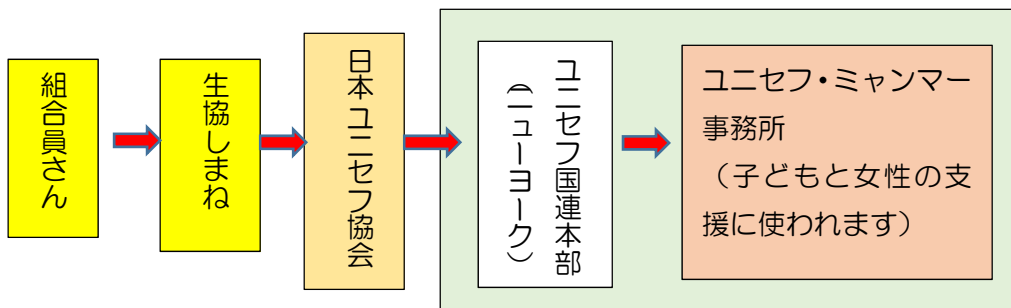 組合員さん
生協しまね
日本ユニセフ協会
ユニセフ国連本部
(ニューヨーク)
ユニセフ・ミャンマー
事務所
(子どもと女性の支
援に使われます)